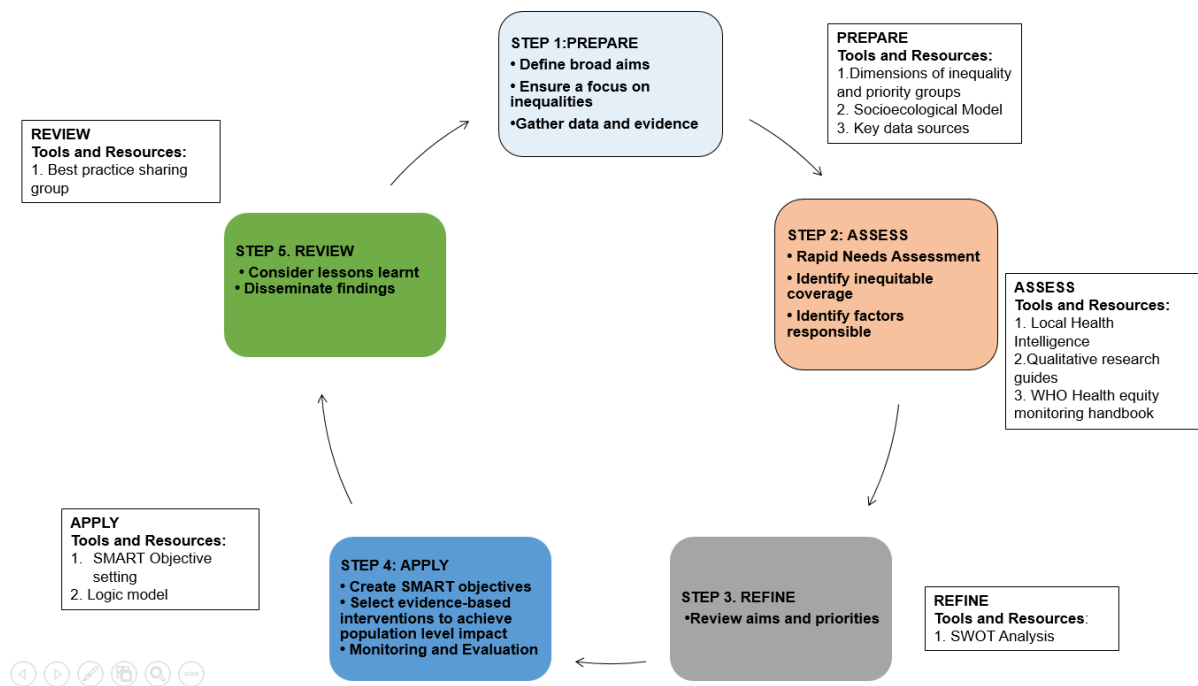 STEP 1:PREPARE
• Define broad aims
• Ensure a focus on
inequalities
•Gather data and evidence
PREPARE
Tools and Resources:
1.Dimensions of inequality
and priority groups
2. Socioecological Model
3. Key data sources
STEP 2: ASSESS
• Rapid Needs Assessment
• Identify inequitable
coverage
• Identify factors
responsible
ASSESS
Tools and Resources:
1. Local Health
Intelligence
2.Qualitative research
guides
3. WHO Health equity
monitoring handbook
STEP 3. REFINE
•Review aims and priorities
REFINE
Tools and Resources:
1. SWOT Analysis
STEP 4: APPLY
• Create SMART objectives
• Select evidence-based
interventions to achieve
population level impact
• Monitoring and Evaluation
APPLY
Tools and Resources:
1. SMART Objective
setting
2. Logic model
STEP 5. REVIEW
• Consider lessons learnt
• Disseminate findings
REVIEW
Tools and Resources:
1. Best practice sharing
group